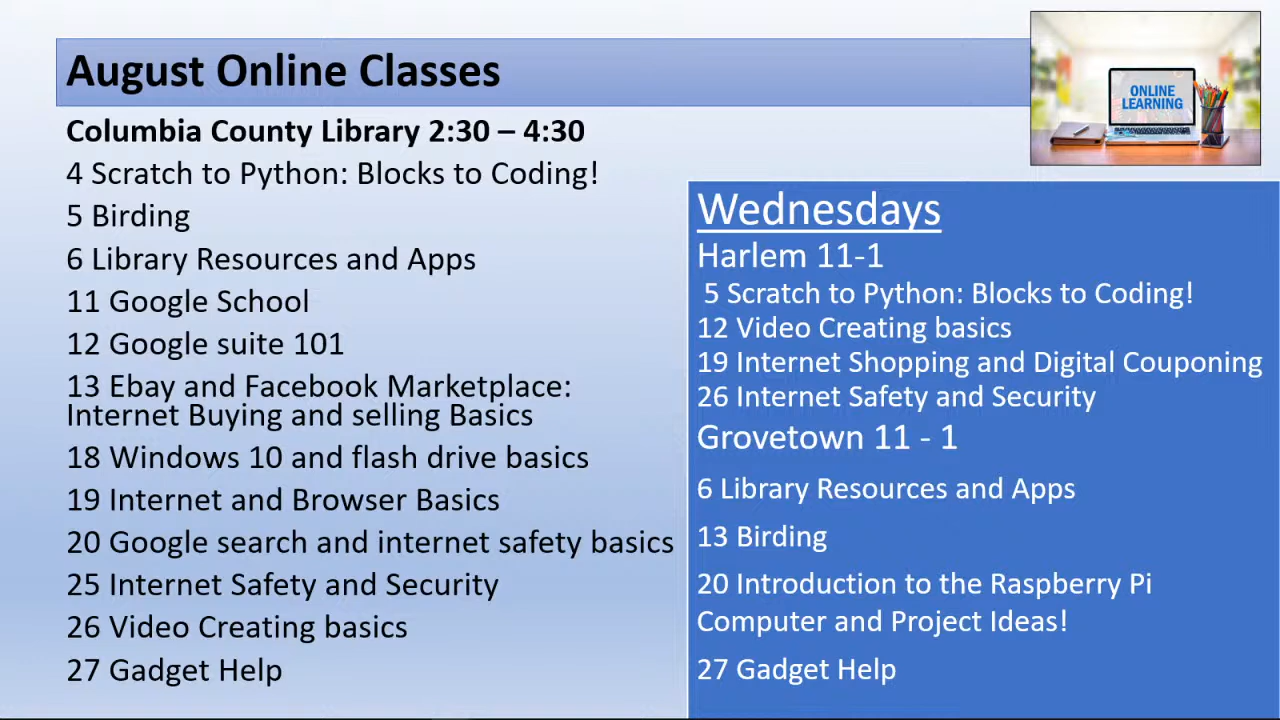 August Online Classes
ONLINE
LEARNING
Columbia County Library 2:30 – 4:30
4 Scratch to Python: Blocks to Coding!
5 Birding
6 Library Resources and Apps
11 Google School
12 Google suite 101
13 Ebay and Facebook Marketplace:
Internet Buying and selling Basics
18 Windows 10 and flash drive basics
19 Internet and Browser Basics
20 Google search and internet safety basics
25 Internet Safety and Security
26 Video Creating basics
27 Gadget Help
Wednesdays
Harlem 11-1
5 Scratch to Python: Blocks to Coding!
12 Video Creating basics
19 Internet Shopping and Digital Couponing
26 Internet Safety and Security
Grovetown 11 - 1
6 Library Resources and Apps
13 Birding
20 Introduction to the Raspberry Pi
Computer and Project Ideas!
27 Gadget Help